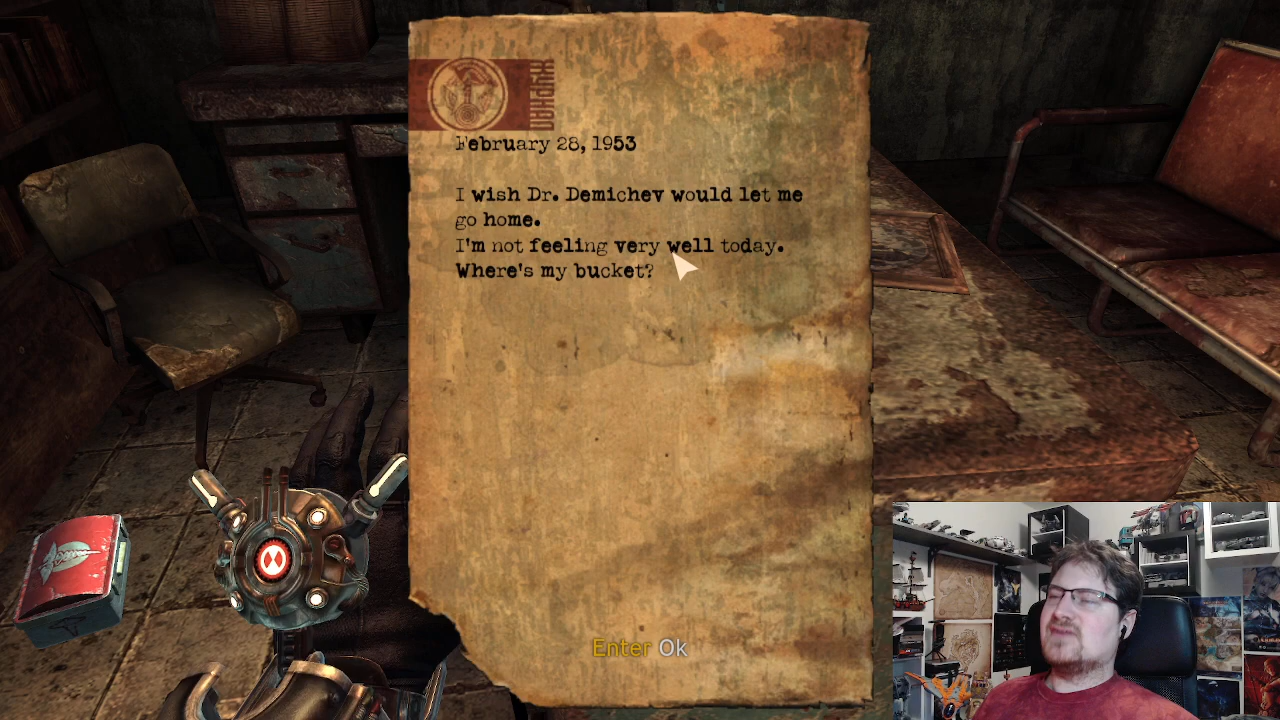 February 28, 1953
I wish Dr. Demichev would let me
go home.
I'm not feeling very well today.
Where's my bucket?
Enter Ok